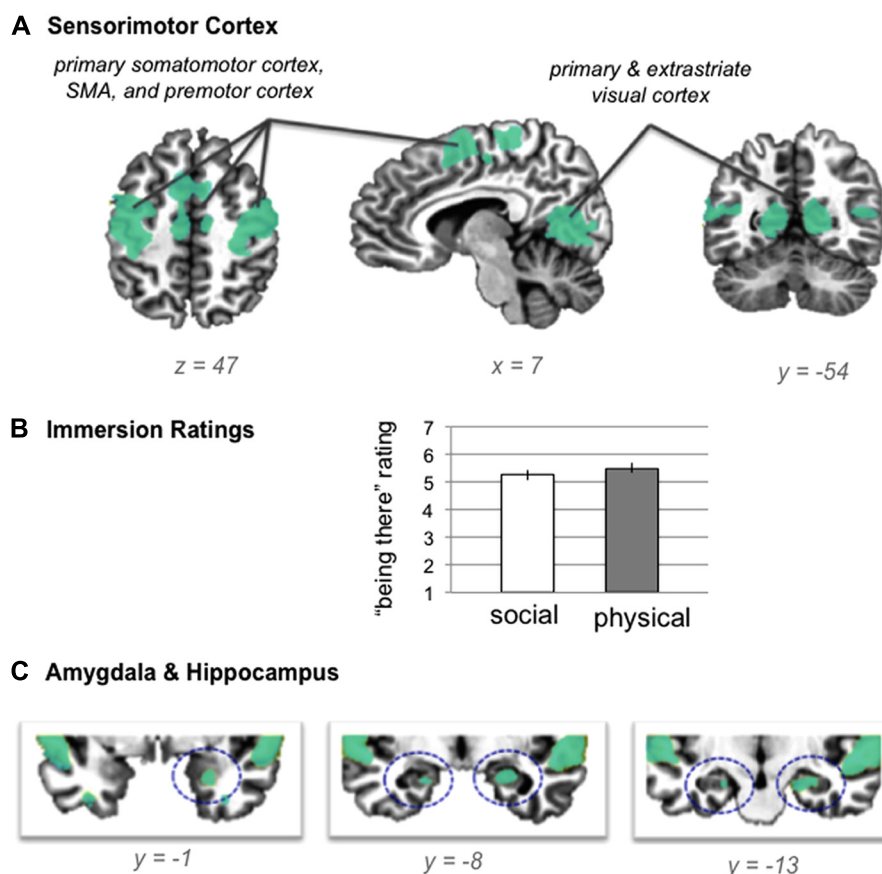 A Sensorimotor Cortex
primary somatomotor cortex,
SMA, and premotor cortex
primary & extrastriate
visual cortex
z = 47
x = 7
y = -54
B Immersion Ratings
"being there" rating
7
6
5
4
3
2
1
social
physical
C Amygdala & Hippocampus
y = -1
y = -8
y = -13